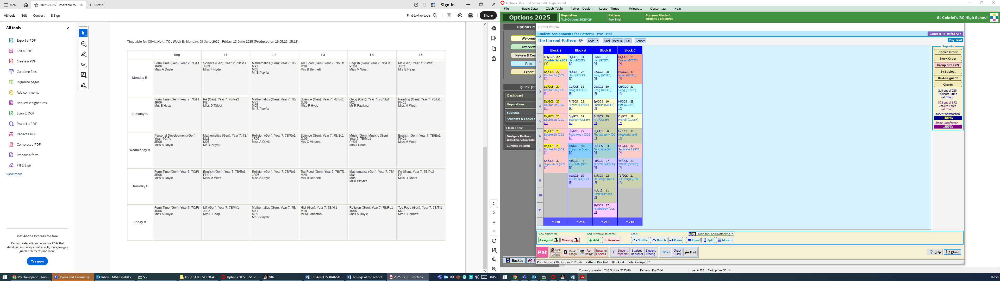 Menu
2025-05-19 Timetable fo..
Create
Sign in
All tools
Edit
Convert
E-Sign
Find text or tools
Share
All tools
Export a PDF
Edit a PDF
Create a PDF
Combine files
Organize pages
Add comments
Request e-signatures
Scan & OCR
Protect a PDF
Redact a PDF
Compress a PDF
Prepare a form
Fill & Sign
View more
Get Adobe Express for free
Easily create, edit and organize PDFs that
stand out with unique text effects, fonts, images,
graphic elements and more.
Try now
Timetable for Olivia Holt , 7C , Week B, Monday, 09 June 2025 - Friday, 13 June 2025 (Produced on 19.05.25, 15:13)
Reg L1 L2 L3 L4 L5
Monday B
Form Time (Gen): Year 7: 7C/Ft
JR06
Miss A Doyle
Science (Gen): Year 7: 7B/Sc1
JL09
Miss F Hyde
Mathematics (Gen): Year 7: 7B/
Ma1
M05
Mr B Playfer
Tec Food (Gen): Year 7: 7B/Tf1
M20
Mrs B Bennett
English (Gen): Year 7: 7B/En1
PH01
Miss M West
Mfl (Gen): Year 7: 7B/Mf1
JL02
Mrs E Heap
Tuesday B
Form Time (Gen): Year 7: 7C/Ft
JR06
Mrs E Heap
Pe (Gen): Year 7: 7B/Pe2
PE
Miss D Talbot
Mathematics (Gen): Year 7: 7B/
Ma1
M05
Mr B Playfer
Science (Gen): Year 7: 7B/Sc1
JL09
Miss F Hyde
Geog (Gen): Year 7: 7B/Gg1
M24
Mr R Faulkner
Reading (Gen): Year 7: 7B/Li1
PH01
Miss M West
Wednesday B
Personal Development (Gen):
Year: 7C/Pd
JR06
Miss A Doyle
Mathematics (Gen): Year 7: 7B/
Ma1
M05
Mr B Playfer
Religion (Gen): Year 7: 7B/Re1
JR06
Miss A Doyle
Science (Gen): Year 7: 7B/Sc1
JL09
Mrs C Vincent
Music (Gen): Musicic (Gen)
Year 7: 7B/Mu1
PH07
Mrs J Dean
English (Gen): Year 7: 7B/En1
PH01
Miss M West
Thursday B
Form Time (Gen): Year 7: 7C/Ft
JR06
Miss A Doyle
English (Gen): Year 7: 7B/En1
PH01
Miss M West
Religion (Gen): Year 7: 7B/Re1
JR06
Miss A Doyle
Tec Food (Gen): Year 7: 7B/Tf1
M20
Mrs B Bennett
Mathematics (Gen): Year 7: 7B/
Ma1
M05
Mr B Playfer
Pe (Gen): Year 7: 7B/Pe2
PE
Miss D Talbot
Friday B
Form Time (Gen): Year 7: 7C/Ft
JR06
Miss A Doyle
Mfl (Gen): Year 7: 7B/Mf1
JL02
Mrs E Heap
Mathematics (Gen): Year 7: 7B/
Ma1
M05
Mr B Playfer
Hist (Gen): Year 7: 7B/Hi1
M18
Mr M Johnston
Religion (Gen): Year 7: 7B/Re1
JR06
Miss A Doyle
Tec Food (Gen): Year 7: 7B/Tf1
M20
Mrs B Bennett
2
2
Options 2025 - St Gabriel's RC High School
File Basic Data Clash Table Pattern Design Lesson Times Printouts Customize Help
Options 2025
Population:
Y10 Options 2025-26
Pattern:
Psy Trial
For your Student
Options / Electives
St Gabriel's RC High School
Options M
Welcome
Overview
Review & Cou
Print
Export
Quick-jur
Dashboard
Populations
Subjects
Students & Choices
Clash Table
Design a Pattern
Including AutoCreate
Current Pattern
Backup
S
Current Pattern
Student Assignments for Pattern: Psy Trial
Groups: 37 Ds/GCS: 7
The Current Pattern
Style
Small Medium Tall
Gender
Psy Trial
Block S Block A Block B Block C
1
Ds/GCS 27
Double Sci (GCS
[?]
Hi/GCS 31
Hist (GCSEF)
[?]
Hi/GCS 21
Hist (GCSEF)
[?]
Dr/GCS 21
Drama (GCSEF)
[?]
2
Ds/GCS 27
Double Sci (GCS
[?]
Hi/GCS 27
Hist (GCSEF)
[?]
Gg/GCS 28
Geog (GCSEF)
[?]
Mu/GCS 19
Music (GCSEF)
[?]
3
Ds/GCS 27
Double Sci (GCS
[?]
Gg/GCS 32
Geog (GCSEF)
[?]
Gg/GCS 30
Geog (GCSEF)
[?]
Gg/GCS 30
Geog (GCSEF)
[?]
4
Ds/GCS 27
Double Sci (GCS
[?]
Fr/GCS 25
French (GCSEF)
[?]
Sp/GCS 10
Spanish (GCSEF)
[?]
Hi/GCS 29
Hist (GCSEF)
[?]
5
Ds/GCS 26
Double Sci (GCS
[?]
Sp/GCS 24
Spanish (GCSEF)
[?]
Ar/GCS 19
Art (GCSEF)
[?]
Fr/GCS 19
French (GCSEF)
[?]
6
Ds/GCS 26
Double Sci (GCS
[?]
Ph/GCS 27
Psychology (GCS
[?]
Pt/GCS 30
Photography (GC
[?]
Hc/L12 18
Hospitality and
[?]
7
Ds/GCS 26
Double Sci (GCS
[?]
Cs/GCS 18
Computer Scienc
[?]
Fs/GCS 3
Functional Skil
[?]
Se2/GC 32
Separate S (GCS
[?]
8
Se/GCS 32
Separate S (GCS
[?]
Ks/GCS 4
Key Skills (GCS
[?]
Pg/GCS 27
PEGCSE (GCSEF)
[?]
Vp/GCS 29
VOCPE (GCSEF)
[?]
9
Vp/GCS 30
VOCPE (GCSEF)
[?]
T3/GCS 22
3D Design (GCSE
[?]
T3/GCS 21
3D Design (GCSE
[?]
10
Hc/L12 11
Hospitality and
[?]
11
Ph/GCS 17
Psychology (GCS
[?]
= 218 = 218 = 218 = 218
Reports
Choice Order
Block Order
Group Sizes (2)
By Subject
Un-Assigned !
Charts
218 out of 218
Students Fitted
(all fitted)
872 out of 872
Choices Fitted
(all fitted)
Student Satisfaction
100%
Choice Satisfaction
100%
View students:
Assigned
Missing
Add / remove students:
Add
Remove
Tools:
Tools for Social Distancing
Shuffle
Bunch
Roam
Equal
Split
More
Pat
Lock
Unlock
Auto-
Assign
Re-
Design
Reserve
Choices
Student
Inspector
Student
Requests
Student
Tracing
TGNs
Check
Rules
Print
Help
Close
Population: Y10 Options 2025-26 Pattern: Psy Trial Blocks: 4 Total Groups: 37
Current population: Y10 Options 2025-26 Pattern: Psy Trial ver 4.500 Backup due 35 min
My Homepage - Goo...
Teams and Channels |...
Inbox - MMinshall@s...
S:\
X:\01. SLT\1. SLT 2024...
Options 2025 - St Ga...
Nt6
ST GABRIELS TRANSIT...
Timings of the school...
2025-05-19 Timetable...
07:58
07:58